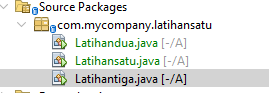 Source Packages
com.mycompany.latihansatu
Latihandua.java [-/A]
Latihansatu.java [-/A]
Latihantiga.java [-/A]